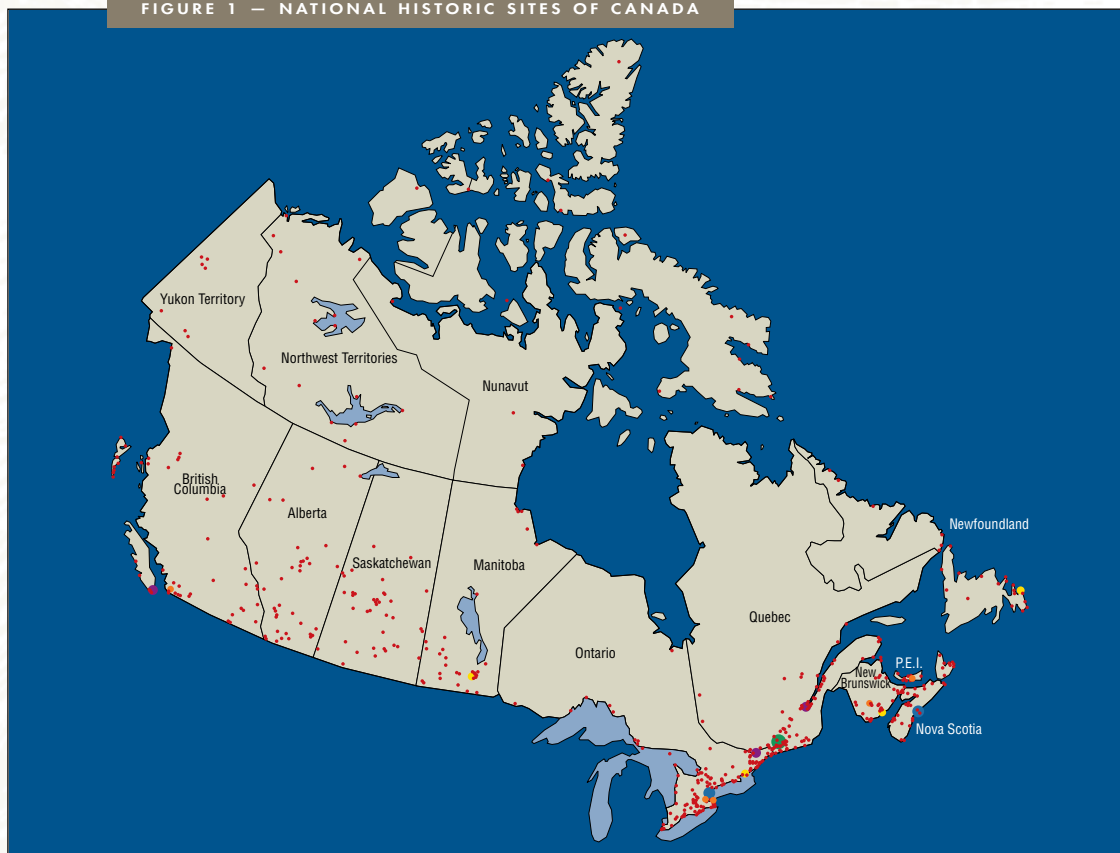 FIGURE 1 — NATIONAL HISTORIC SITES OF CANADA
Yukon Territory
Northwest Territories
Nunavut
British
Columbia
Alberta
Saskatchewan
Manitoba
Ontario
Quebec
Newfoundland
P.E.I.
New
Brunswick
Nova Scotia